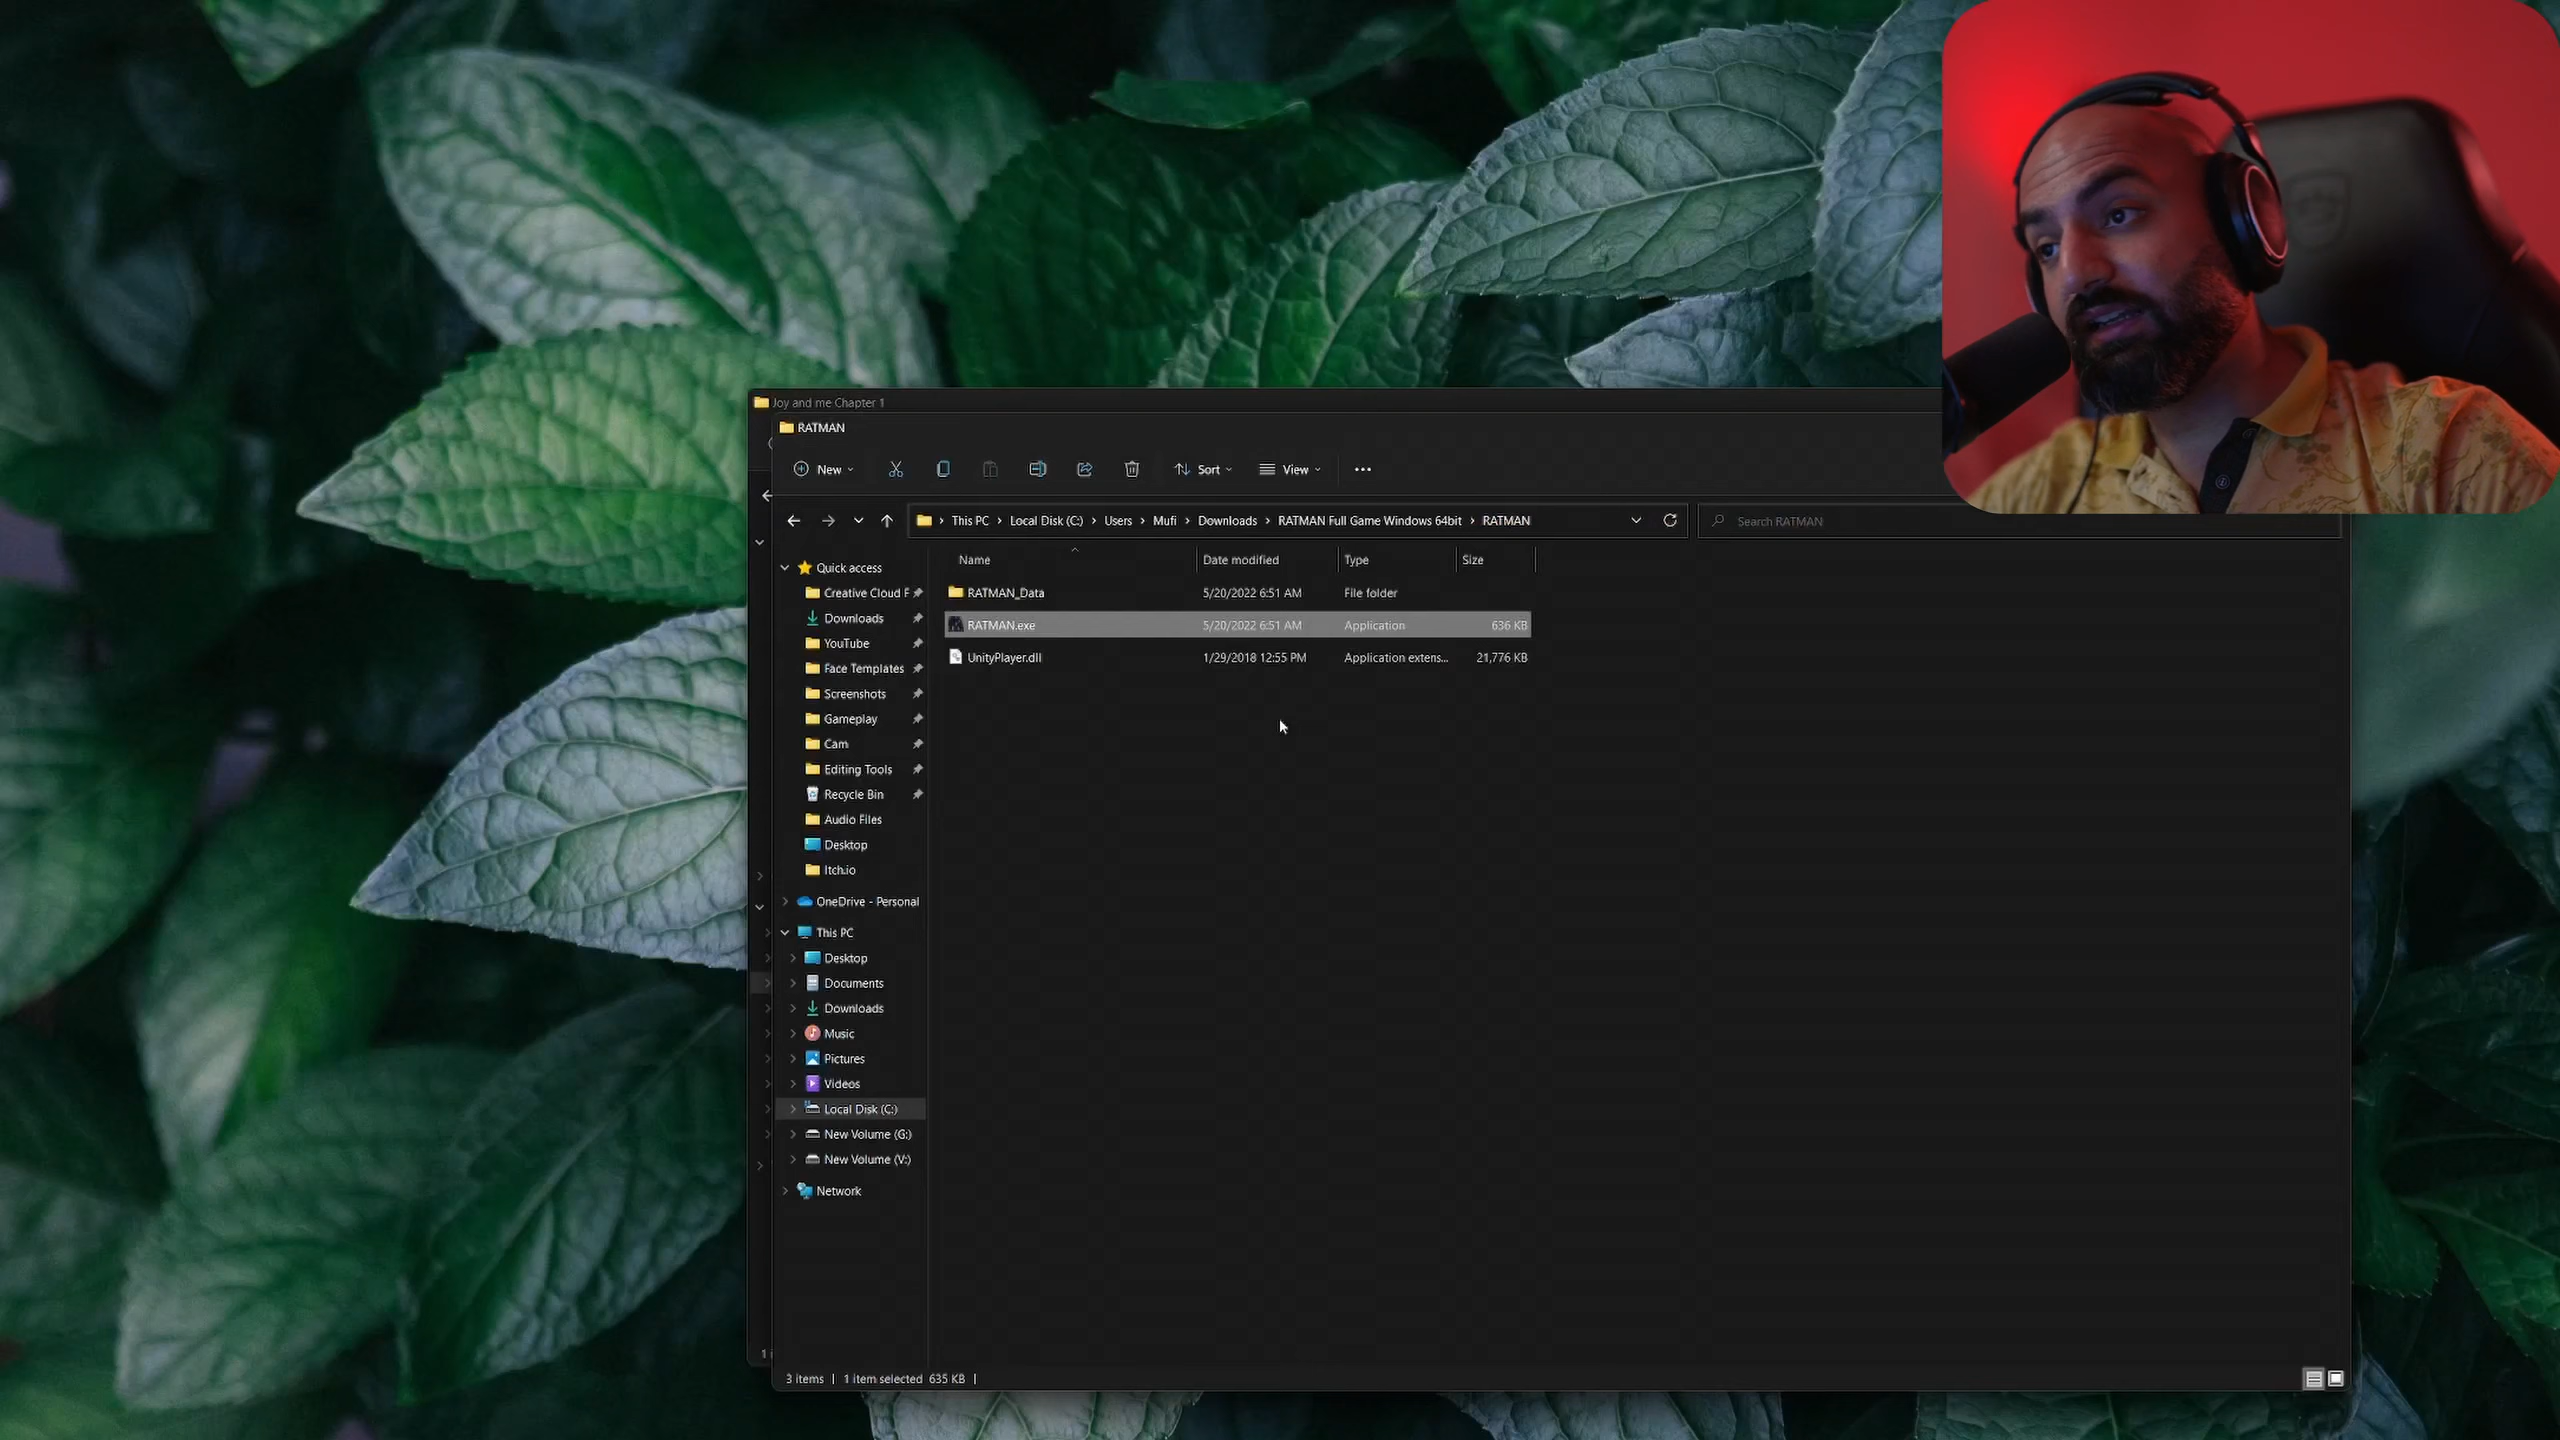 Joy and me Chapter 1
RATMAN
New Sort View
This PC Local Disk (C:) Users Mufi Downloads RATMAN Full Game Windows 64bit RATMAN Search RATMAN
Name Date modified Type Size
RATMAN_Data 5/20/2022 6:51 AM File folder
RATMAN.exe 5/20/2022 6:51 AM Application 636 KB
UnityPlayer.dll 1/29/2018 12:55 PM Application extens... 21,776 KB
Quick access
Creative Cloud F
Downloads
YouTube
Face Templates
Screenshots
Gameplay
Cam
Editing Tools
Recycle Bin
Audio Files
Desktop
Itch.io
OneDrive - Personal
This PC
Desktop
Documents
Downloads
Music
Pictures
Videos
Local Disk (C:)
New Volume (G:)
New Volume (V:)
Network
3 items 1 item selected 635 KB